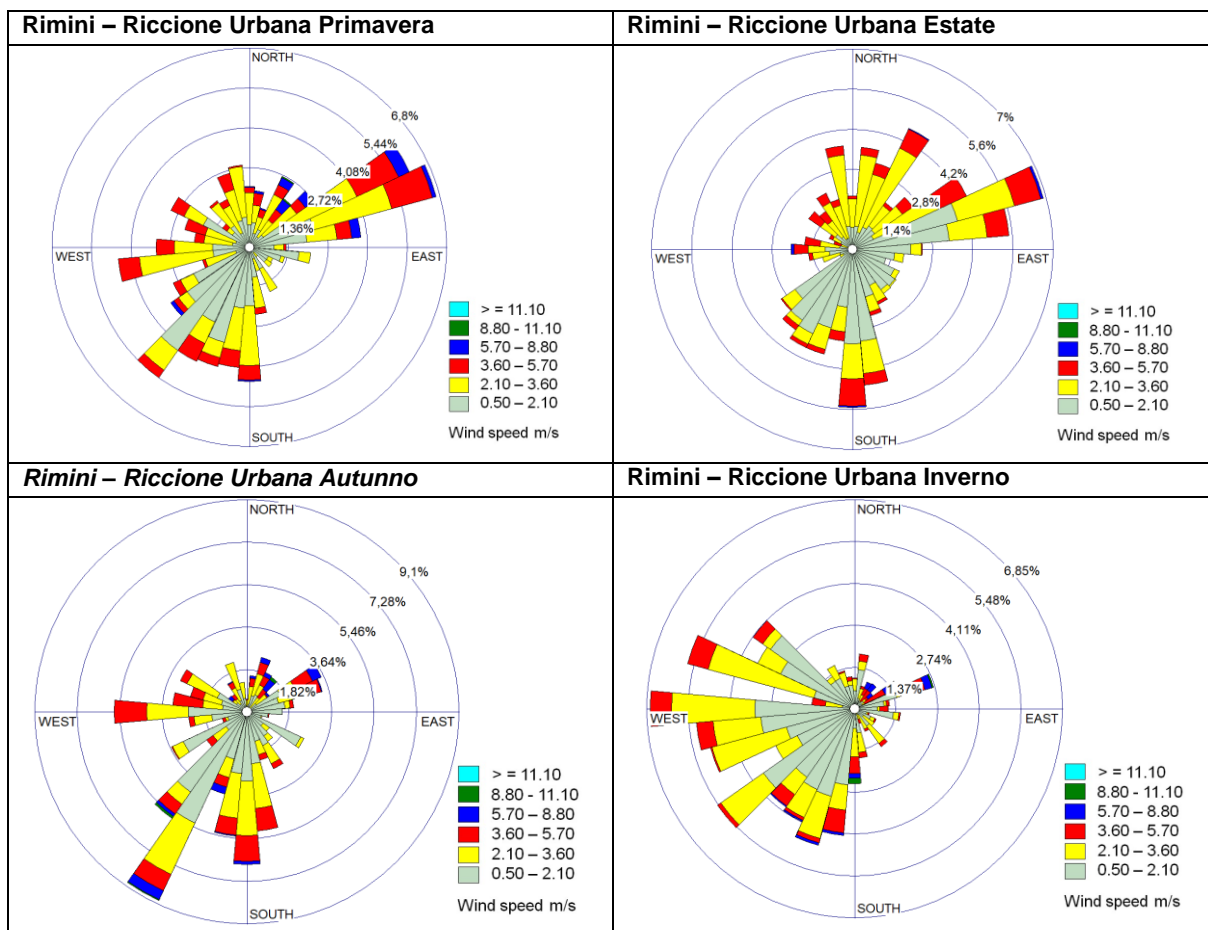 Rimini – Riccione Urbana Primavera
NORTH
6,8%
5,44%
4,08%
2,72%
1,36%
WEST
EAST
> = 11.10
8.80 - 11.10
5.70 – 8.80
3.60 – 5.70
2.10 – 3.60
0.50 – 2.10
Wind speed m/s
SOUTH
Rimini – Riccione Urbana Estate
NORTH
7%
5,6%
4,2%
2,8%
1,4%
WEST
EAST
> = 11.10
8.80 - 11.10
5.70 – 8.80
3.60 – 5.70
2.10 – 3.60
0.50 – 2.10
Wind speed m/s
SOUTH
Rimini – Riccione Urbana Autunno
NORTH
9,1%
7,28%
5,46%
3,64%
1,82%
WEST
EAST
> = 11.10
8.80 - 11.10
5.70 – 8.80
3.60 – 5.70
2.10 – 3.60
0.50 – 2.10
Wind speed m/s
SOUTH
Rimini – Riccione Urbana Inverno
NORTH
6,85%
5,48%
4,11%
2,74%
1,37%
WEST
EAST
> = 11.10
8.80 - 11.10
5.70 – 8.80
3.60 – 5.70
2.10 – 3.60
0.50 – 2.10
Wind speed m/s
SOUTH